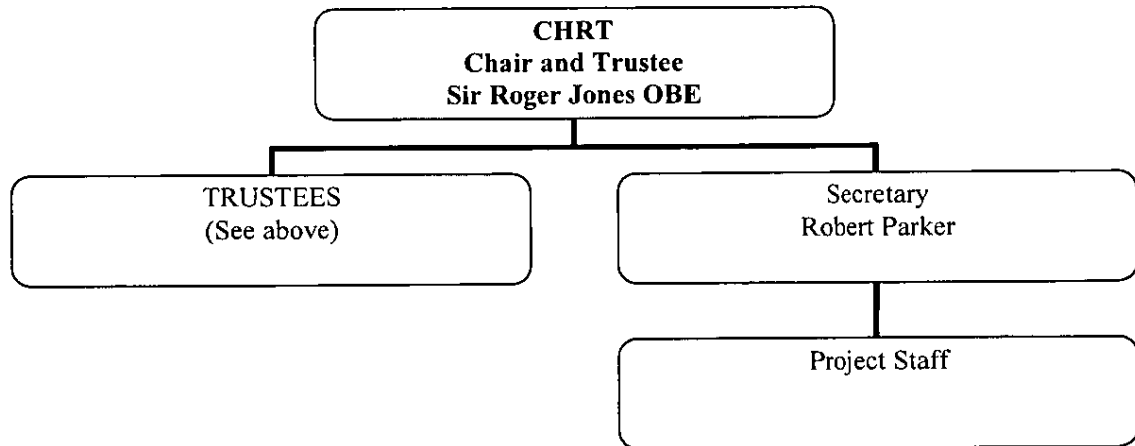 CHRT
Chair and Trustee
Sir Roger Jones OBE
TRUSTEES
(See above)
Secretary
Robert Parker
Project Staff